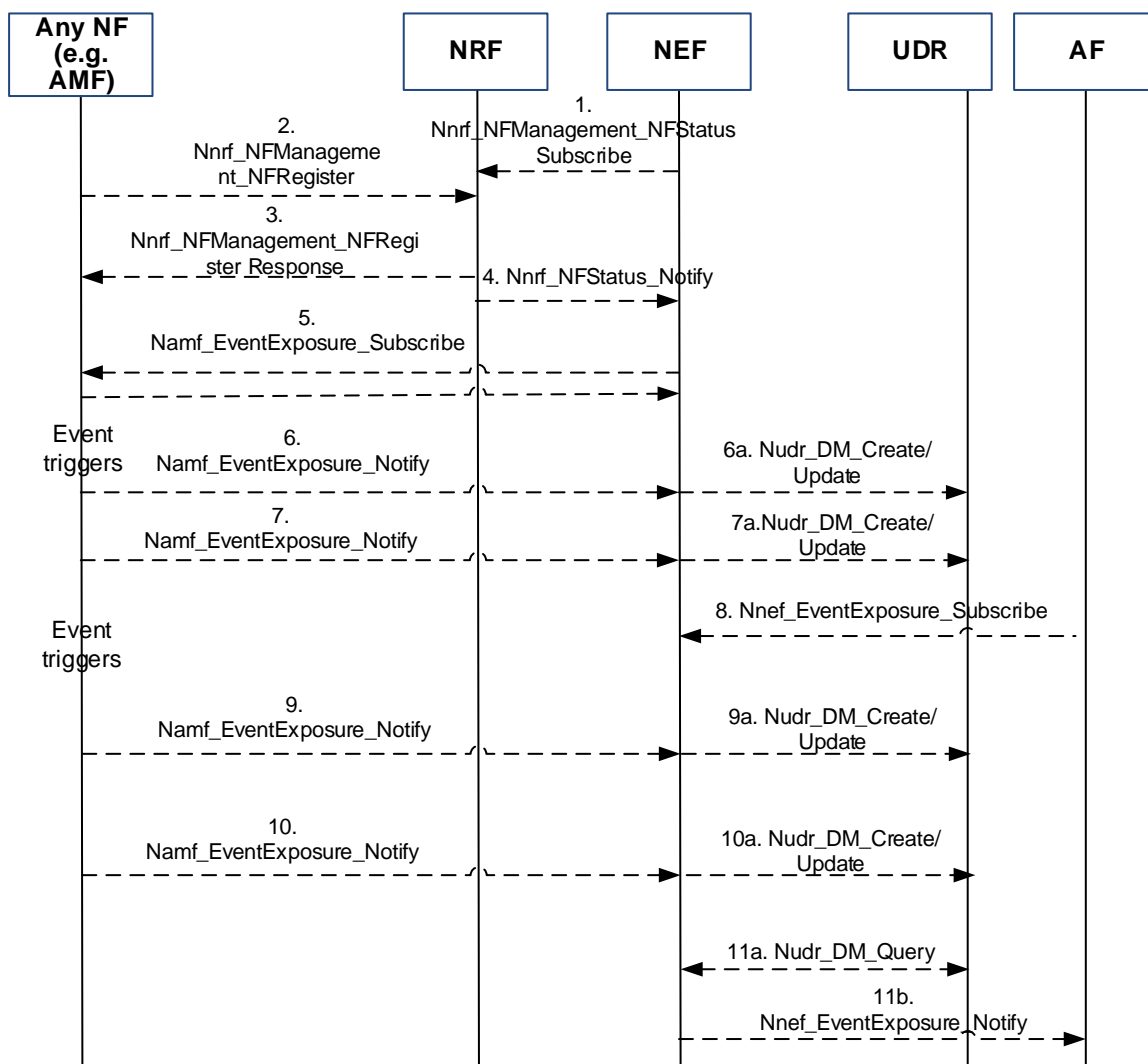 Any NF
(e.g.
AMF)
NRF
NEF
UDR
AF
1.
Nnrf_NFManagement_NFStatus
Subscribe
2.
Nnrf_NFManageme
nt_NFRegister
3.
Nnrf_NFManagement_NFRegi
ster Response
4. Nnrf_NFStatus_Notify
5.
Namf_EventExposure_Subscribe
Event
triggers
6.
Namf_EventExposure_Notify
6a. Nudr_DM_Create/
Update
7.
Namf_EventExposure_Notify
7a.Nudr_DM_Create/
Update
8. Nnef_EventExposure_Subscribe
Event
triggers
9.
Namf_EventExposure_Notify
9a. Nudr_DM_Create/
Update
10.
Namf_EventExposure_Notify
10a. Nudr_DM_Create/
Update
11a. Nudr_DM_Query
11b.
Nnef_EventExposure_Notify